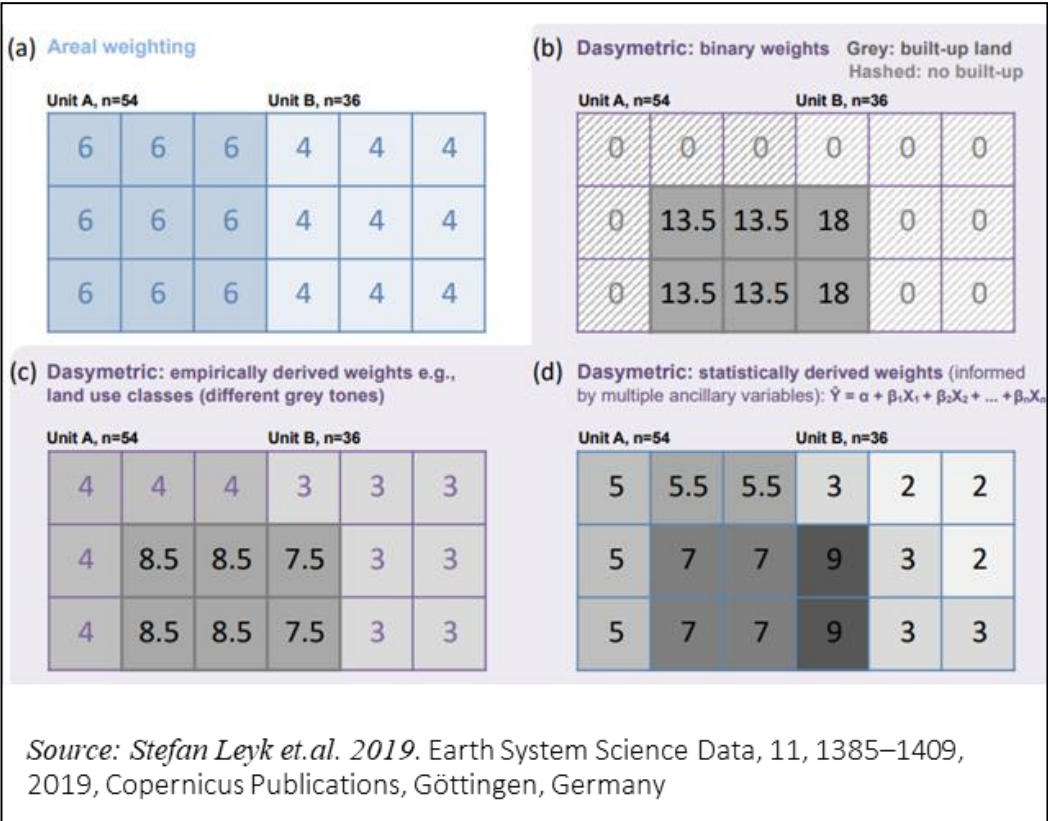 (a) Areal weighting
Unit A, n=54 Unit B, n=36
6 6 6 4 4 4
6 6 6 4 4 4
6 6 6 4 4 4
(b) Dasymetric: binary weights Grey: built-up land
Hashed: no built-up
Unit A, n=54 Unit B, n=36
0 0 0 0 0 0
0 13.5 13.5 18 0 0
0 13.5 13.5 18 0 0
(c) Dasymetric: empirically derived weights e.g.,
land use classes (different grey tones)
Unit A, n=54 Unit B, n=36
4 4 4 3 3 3
4 8.5 8.5 7.5 3 3
4 8.5 8.5 7.5 3 3
(d) Dasymetric: statistically derived weights (informed
by multiple ancillary variables): Ŷ = α + β₁X₁ + β₂X₂ + ... + βₙXₙ
Unit A, n=54 Unit B, n=36
5 5.5 5.5 3 2 2
5 7 7 9 3 2
5 7 7 9 3 3
Source: Stefan Leyk et.al. 2019. Earth System Science Data, 11, 1385–1409,
2019, Copernicus Publications, Göttingen, Germany